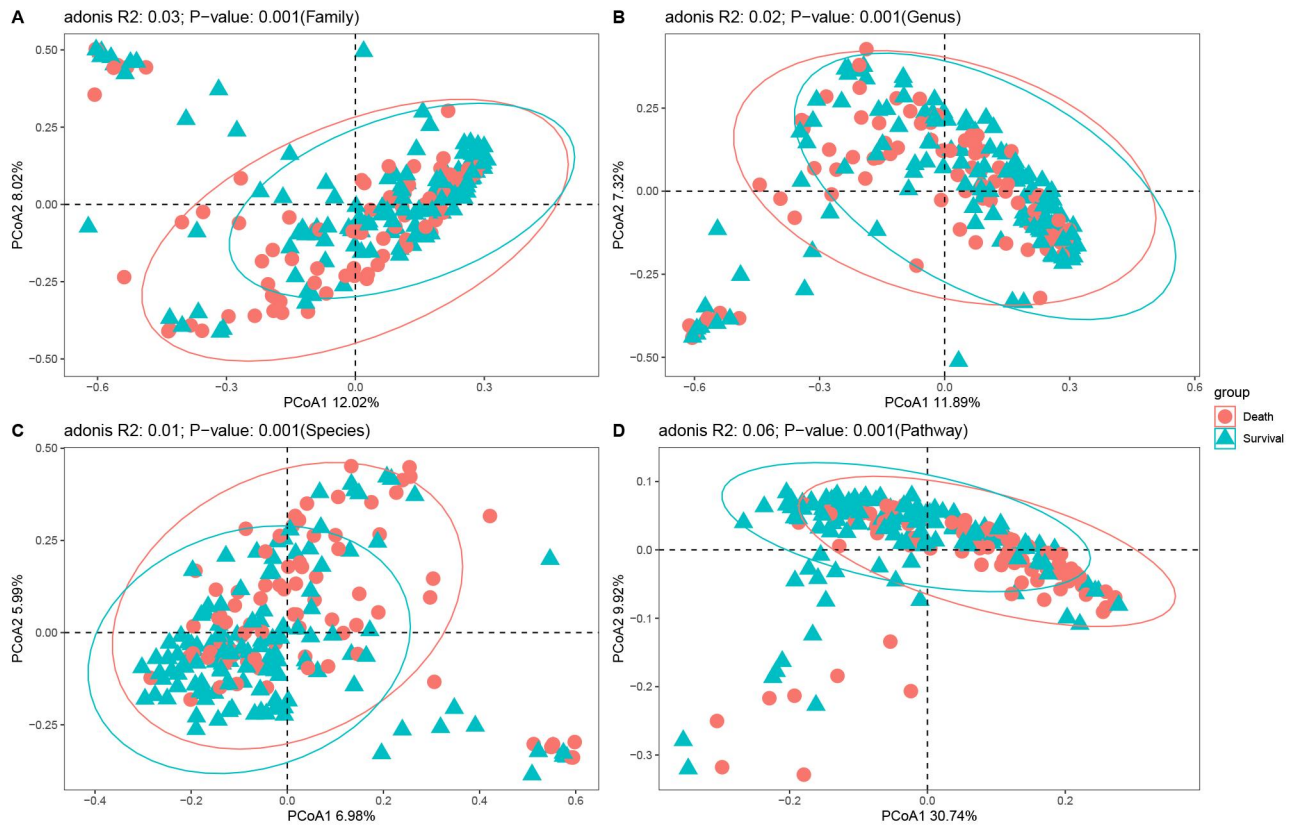 A
adonis R2: 0.03; P−value: 0.001(Family)
0.50
0.25
0.00
−0.25
−0.50
PCoA2 8.02%
−0.6
−0.3
0.0
0.3
PCoA1 12.02%
B
adonis R2: 0.02; P−value: 0.001(Genus)
0.25
0.00
−0.25
−0.50
PCoA2 7.32%
−0.6
−0.3
0.0
0.3
0.6
PCoA1 11.89%
C
adonis R2: 0.01; P−value: 0.001(Species)
0.50
0.25
0.00
−0.25
PCoA2 5.99%
−0.4
−0.2
0.0
0.2
0.4
0.6
PCoA1 6.98%
D
adonis R2: 0.06; P−value: 0.001(Pathway)
0.1
0.0
−0.1
−0.2
−0.3
PCoA2 9.92%
−0.2
0.0
0.2
PCoA1 30.74%
group
Death
Survival